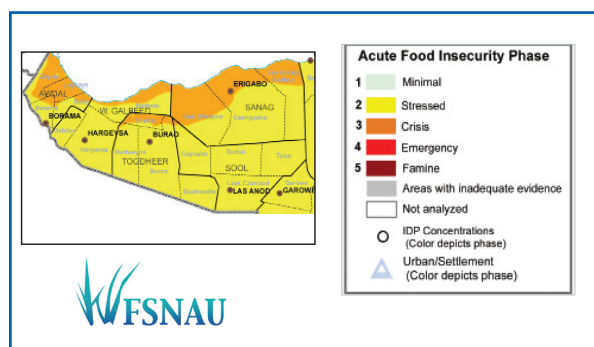 AWDAL
BORAMA
W. GALBEED
HARGEYSA
BURAO
TOGDHEER
ERIGABO
SANAG
SOOL
LAS ANOD
GAROWE
FSNAU
Acute Food Insecurity Phase
1 Minimal
2 Stressed
3 Crisis
4 Emergency
5 Famine
Areas with inadequate evidence
Not analyzed
IDP Concentrations
(Color depicts phase)
Urban/Settlement
(Color depicts phase)